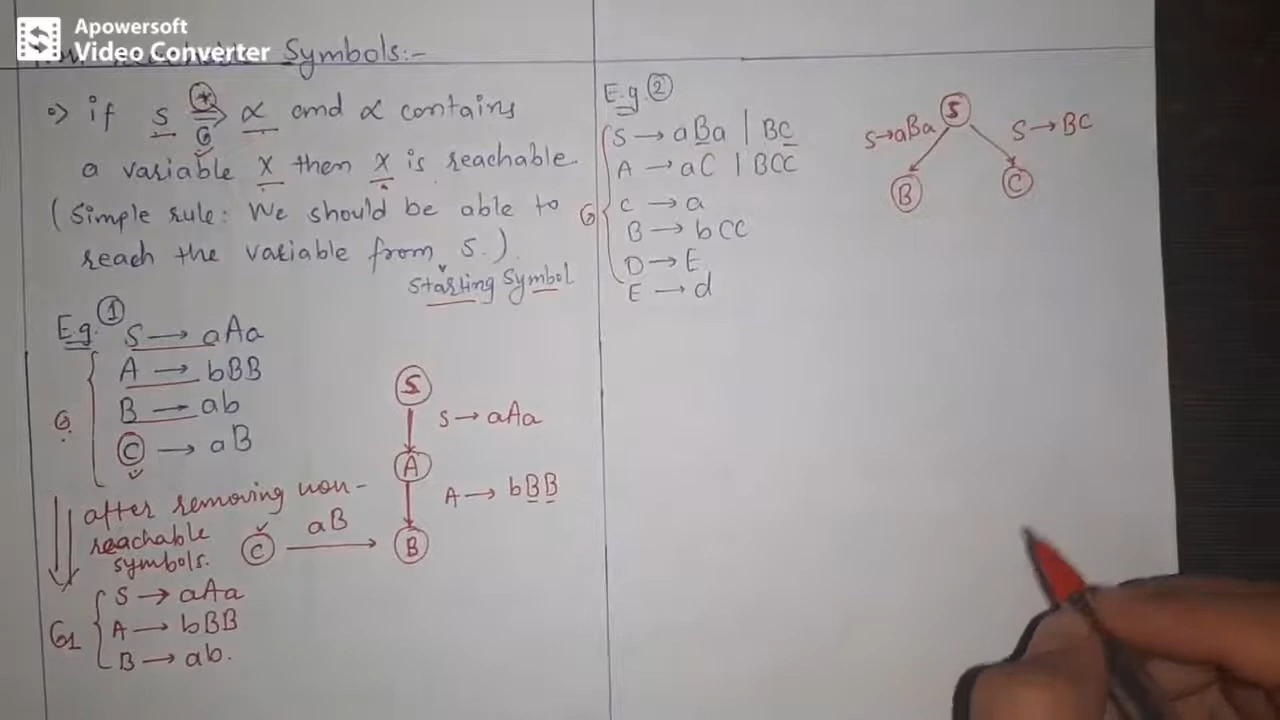 Apowersoft
Video Converter
Symbols:-
if S *⇒G α and α contains
a variable X then X is reachable.
(Simple rule: We should be able to
reach the variable from S.)
Starting Symbol
E.g. ①
G
S → aAa
A → bBB
B → ab
C → aB
after removing non-
reachable
symbols.
G1
S → aAa
A → bBB
B → ab.
S
S → aAa
A
A → bBB
C
aB
B
E.g. ②
G
S → aBa | BC
A → aC | BCC
C → a
B → bCC
D → E
E → d
S
S→aBa
S→BC
B
C